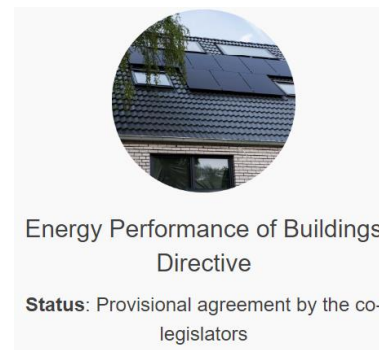 Energy Performance of Buildings
Directive
Status: Provisional agreement by the co-
legislators